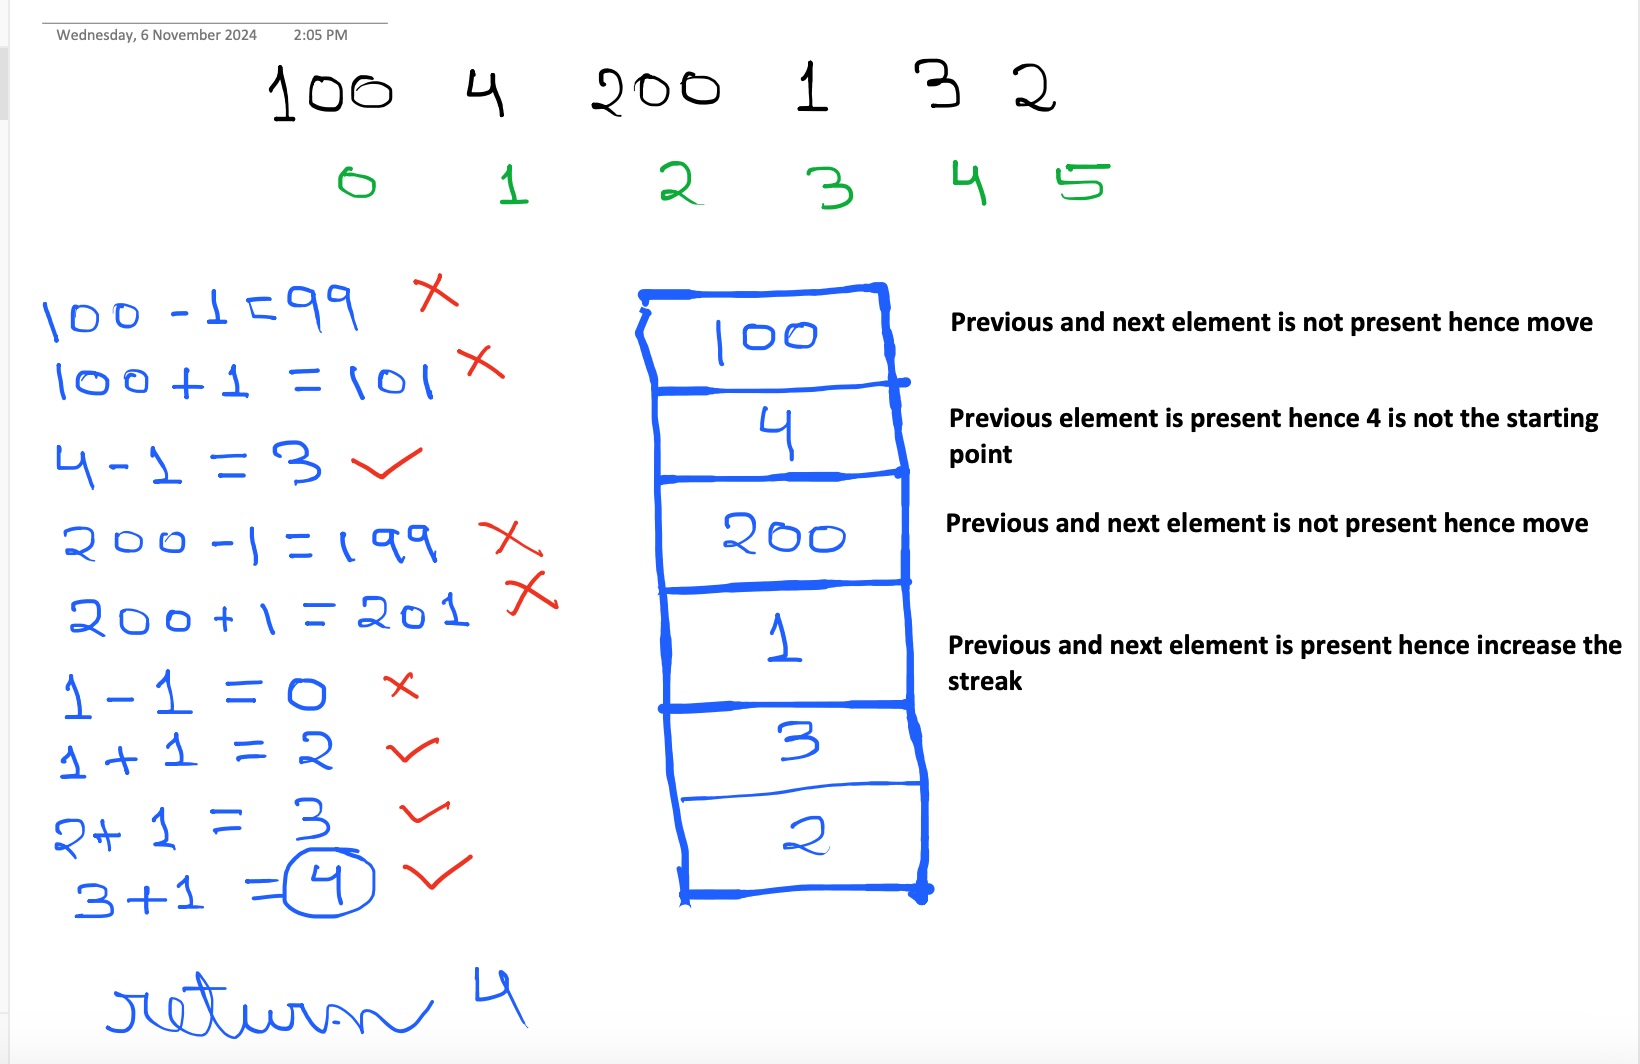 Wednesday, 6 November 2024 2:05 PM
100 4 200 1 3 2
0 1 2 3 4 5
100 - 1 = 99 ×
100 + 1 = 101 ×
4 - 1 = 3 ✓
200 - 1 = 199 ×
200 + 1 = 201 ×
1 - 1 = 0 ×
1 + 1 = 2 ✓
2 + 1 = 3 ✓
3 + 1 = 4 ✓
return 4
100
4
200
1
3
2
Previous and next element is not present hence move
Previous element is present hence 4 is not the starting
point
Previous and next element is not present hence move
Previous and next element is present hence increase the
streak